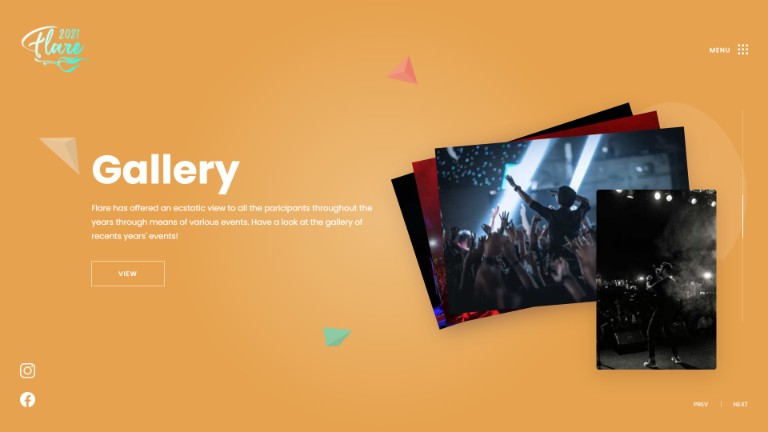 2021
Flare
MENU
Gallery
Flare has offered an ecstatic view to all the paricipants throughout the
years through means of various events. Have a look at the gallery of
recents years' events!
VIEW
PREV | NEXT